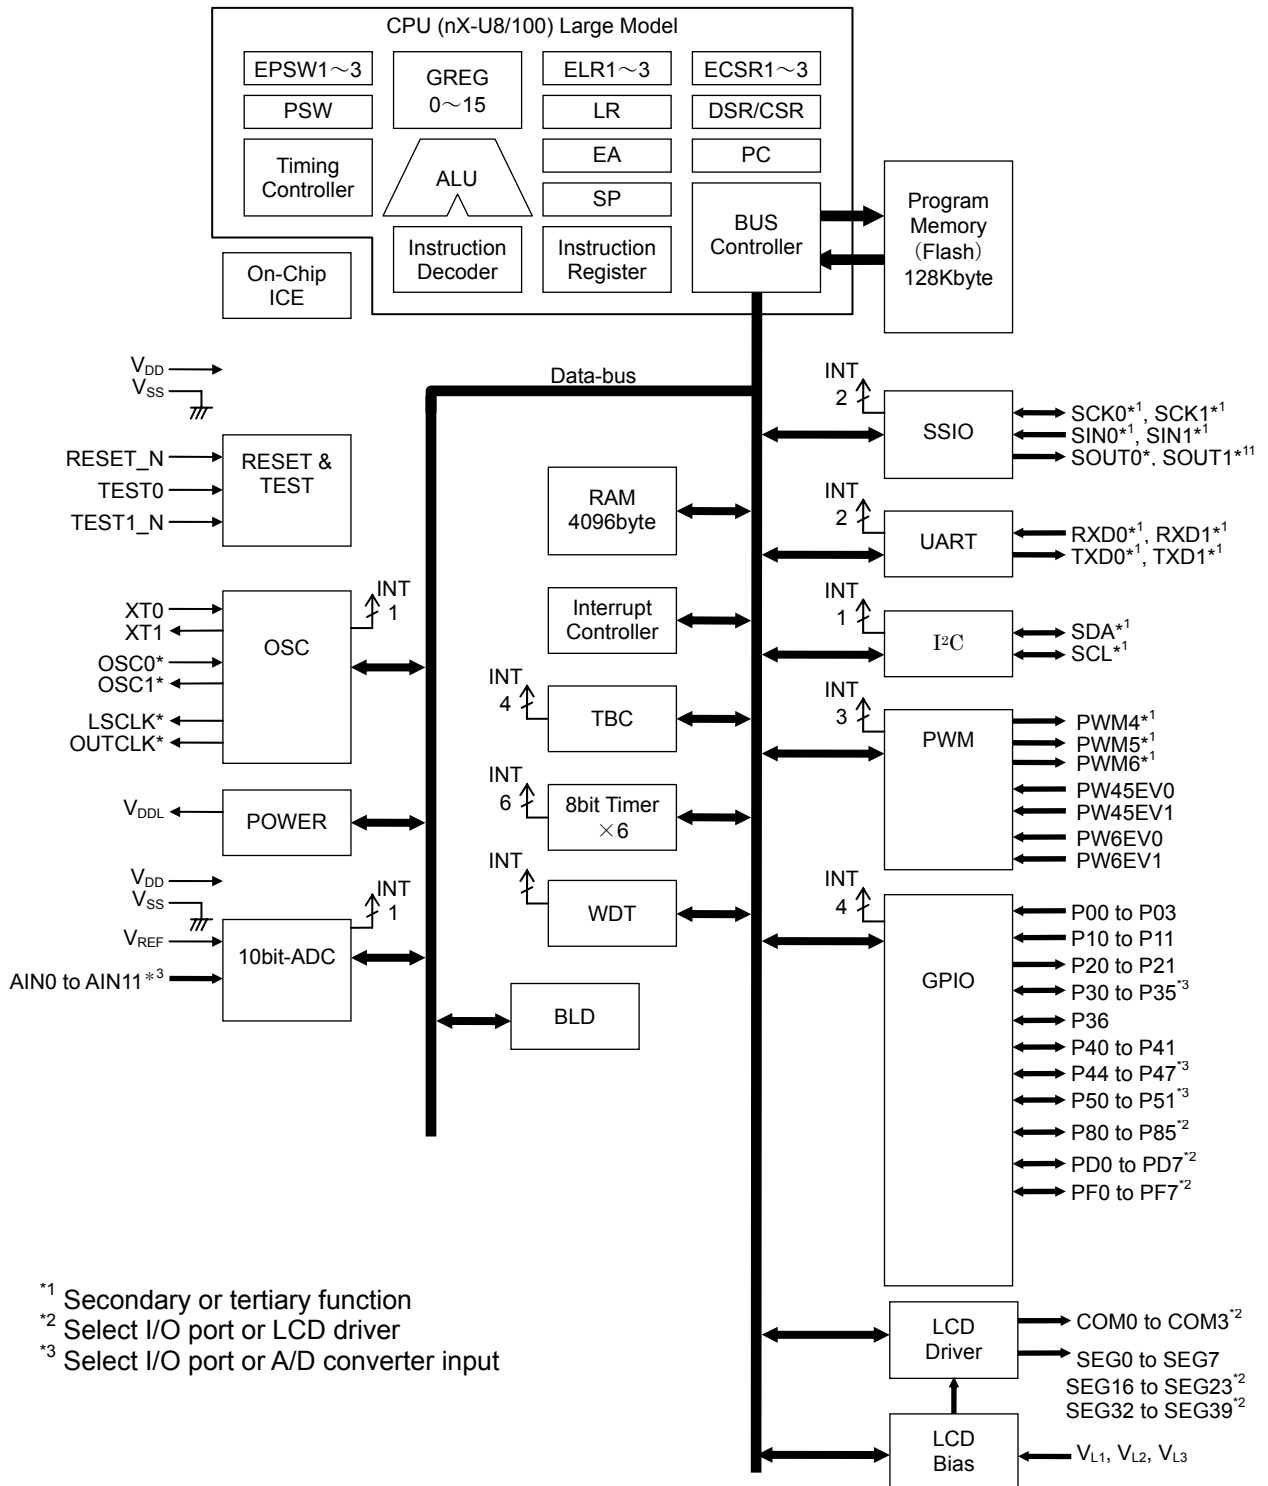 CPU (nX-U8/100) Large Model
EPSW1～3
GREG
0～15
ELR1～3
ECSR1～3
PSW
LR
DSR/CSR
Timing
Controller
ALU
EA
PC
SP
BUS
Controller
Instruction
Decoder
Instruction
Register
On-Chip
ICE
Program
Memory
（Flash）
128Kbyte
VDD
VSS
Data-bus
RESET_N
TEST0
TEST1_N
RESET &
TEST
XT0
XT1
OSC0*
OSC1*
LSCLK*
OUTCLK*
OSC
INT
1
VDDL
POWER
VDD
VSS
VREF
AIN0 to AIN11*3
10bit-ADC
INT
1
RAM
4096byte
Interrupt
Controller
INT
4
TBC
INT
6
8bit Timer
×6
INT
WDT
BLD
INT
2
SSIO
SCK0*1, SCK1*1
SIN0*1, SIN1*1
SOUT0*, SOUT1*11
INT
2
UART
RXD0*1, RXD1*1
TXD0*1, TXD1*1
INT
1
I2C
SDA*1
SCL*1
INT
3
PWM
PWM4*1
PWM5*1
PWM6*1
PW45EV0
PW45EV1
PW6EV0
PW6EV1
INT
4
GPIO
P00 to P03
P10 to P11
P20 to P21
P30 to P35*3
P36
P40 to P41
P44 to P47*3
P50 to P51*3
P80 to P85*2
PD0 to PD7*2
PF0 to PF7*2
LCD
Driver
COM0 to COM3*2
SEG0 to SEG7
SEG16 to SEG23*2
SEG32 to SEG39*2
LCD
Bias
VL1, VL2, VL3
*1 Secondary or tertiary function
*2 Select I/O port or LCD driver
*3 Select I/O port or A/D converter input